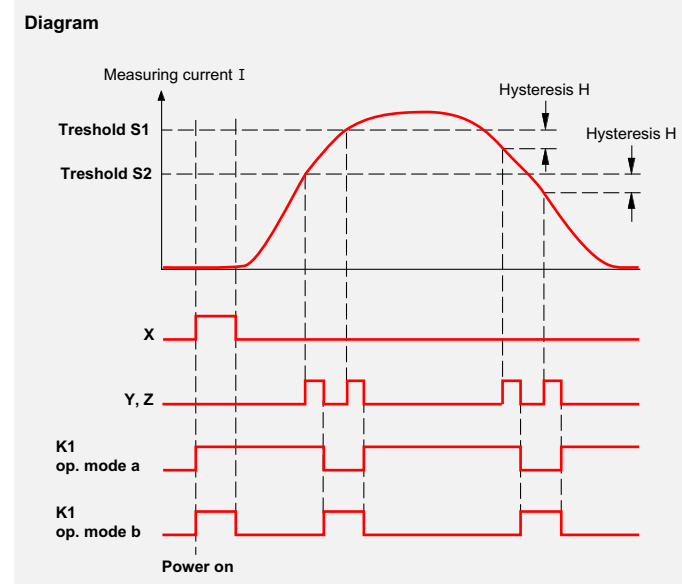 Diagram
Measuring current I
Hysteresis H
Treshold S1
Hysteresis H
Treshold S2
X
Y, Z
K1
op. mode a
K1
op. mode b
Power on